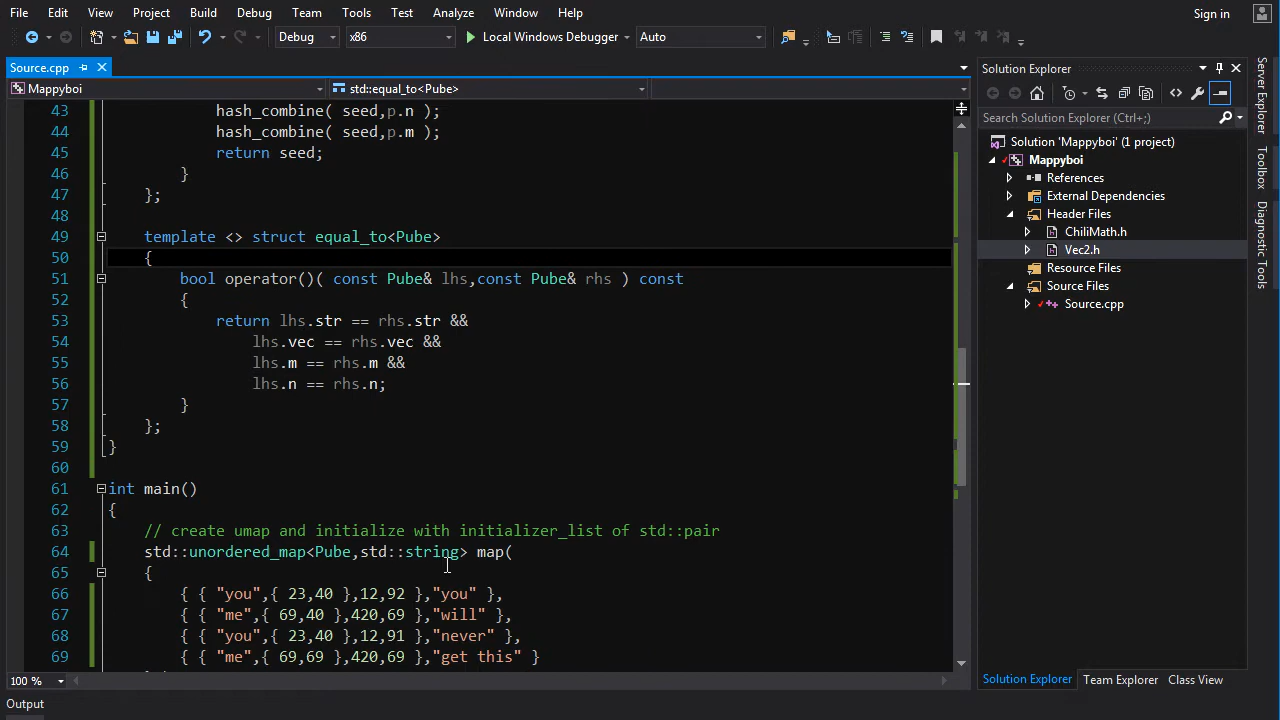 File Edit View Project Build Debug Team Tools Test Analyze Window Help Sign in
Debug x86 Local Windows Debugger Auto
Source.cpp
Mappyboi std::equal_to<Pube>
43 hash_combine( seed,p.n );
44 hash_combine( seed,p.m );
45 return seed;
46 }
47 };
48
49 template <> struct equal_to<Pube>
50 {
51 bool operator()( const Pube& lhs,const Pube& rhs ) const
52 {
53 return lhs.str == rhs.str &&
54 lhs.vec == rhs.vec &&
55 lhs.m == rhs.m &&
56 lhs.n == rhs.n;
57 }
58 };
59 }
60
61 int main()
62 {
63 // create umap and initialize with initializer_list of std::pair
64 std::unordered_map<Pube,std::string> map(
65 {
66 { { "you",{ 23,40 },12,92 },"you" },
67 { { "me",{ 69,40 },420,69 },"will" },
68 { { "you",{ 23,40 },12,91 },"never" },
69 { { "me",{ 69,69 },420,69 },"get this" }
100 %
Output
Solution Explorer
Search Solution Explorer (Ctrl+;)
Solution 'Mappyboi' (1 project)
Mappyboi
References
External Dependencies
Header Files
ChiliMath.h
Vec2.h
Resource Files
Source Files
Source.cpp
Solution Explorer Team Explorer Class View
Server Explorer
Toolbox
Diagnostic Tools